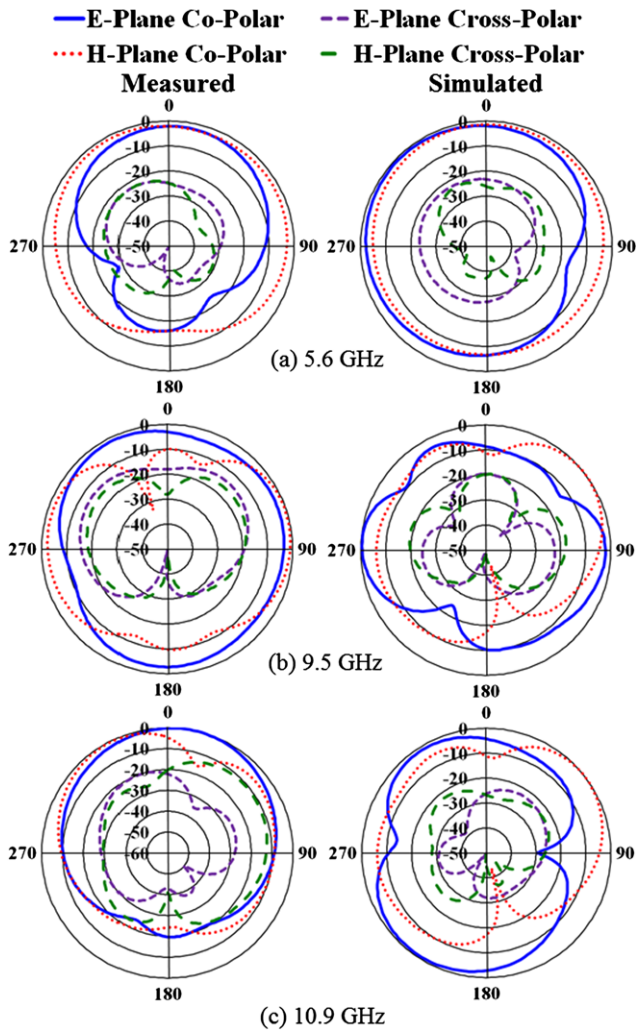 E-Plane Co-Polar E-Plane Cross-Polar
H-Plane Co-Polar H-Plane Cross-Polar
Measured Simulated
0 0
0 0
-10 -10
-20 -20
-30 -30
-40 -40
270 -50 90 270 -50 90
180 180
(a) 5.6 GHz
0 0
0 0
-10 -10
-20 -20
-30 -30
-40 -40
270 -50 90 270 -50 90
180 180
(b) 9.5 GHz
0 0
0 0
-10 -10
-20 -20
-30 -30
-40 -40
-50
270 -60 90 270 -50 90
180 180
(c) 10.9 GHz